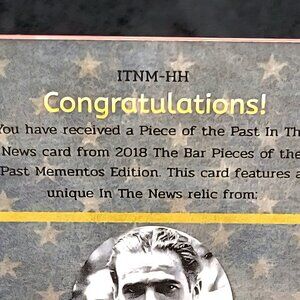 ITNM-HH
Congratulations!
You have received a Piece of the Past In The
News card from 2018 The Bar Pieces of the
Past Mementos Edition. This card features a
unique In The News relic from: